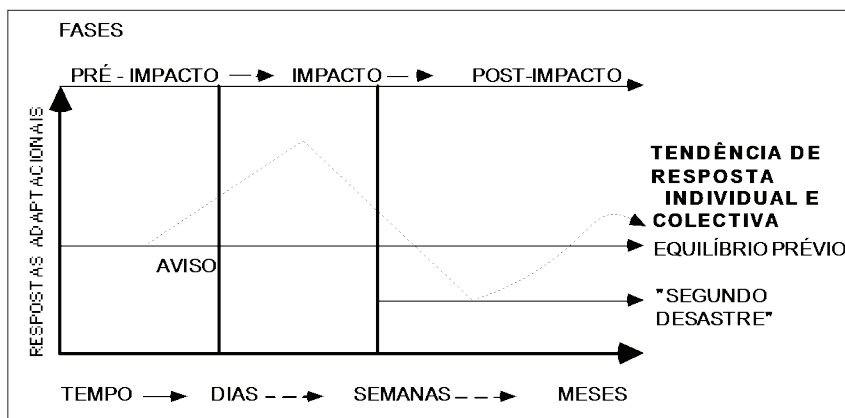 FASES
PRÉ - IMPACTO IMPACTO POST-IMPACTO
RESPOSTAS ADAPTACIONAIS
TENDÊNCIA DE
RESPOSTA
INDIVIDUAL E
COLECTIVA
EQUILÍBRIO PRÉVIO
AVISO
"SEGUNDO
DESASTRE"
TEMPO DIAS SEMANAS MESES